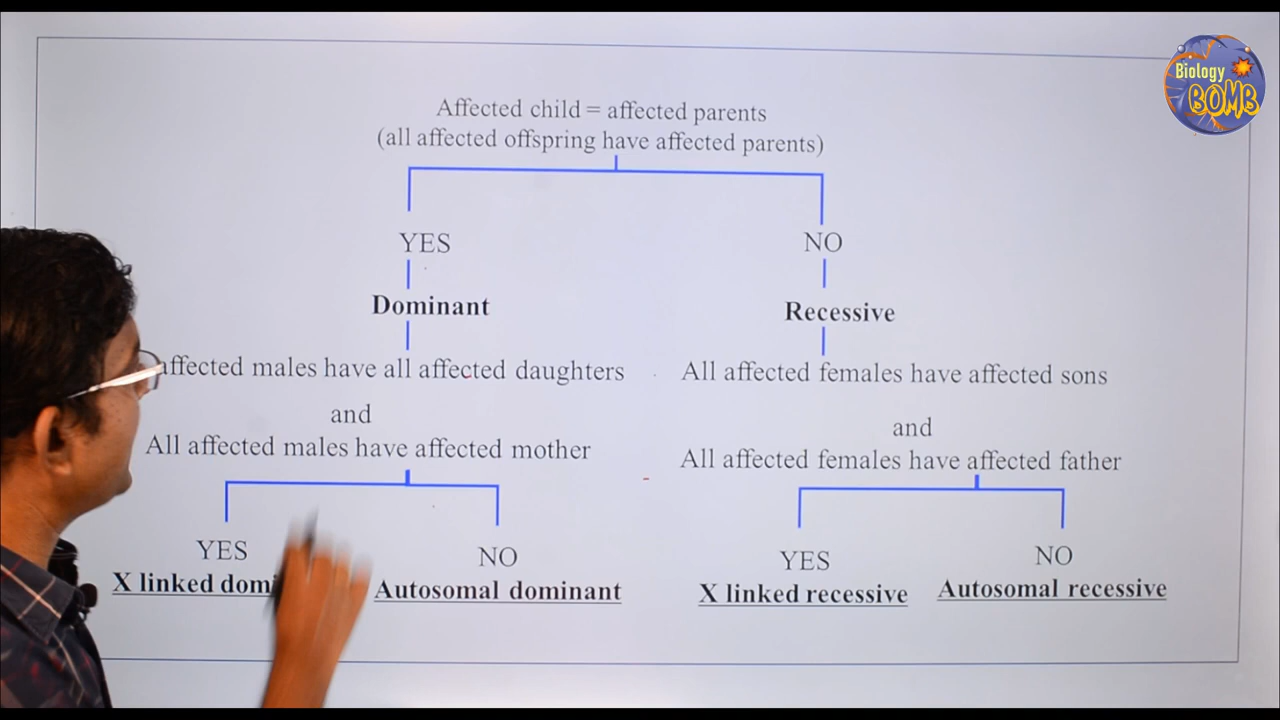 Biology
BOMB
Affected child = affected parents
(all affected offspring have affected parents)
YES
NO
Dominant
Recessive
affected males have all affected daughters
All affected females have affected sons
and
and
All affected males have affected mother
All affected females have affected father
YES
NO
YES
NO
X linked domi
Autosomal dominant
X linked recessive
Autosomal recessive